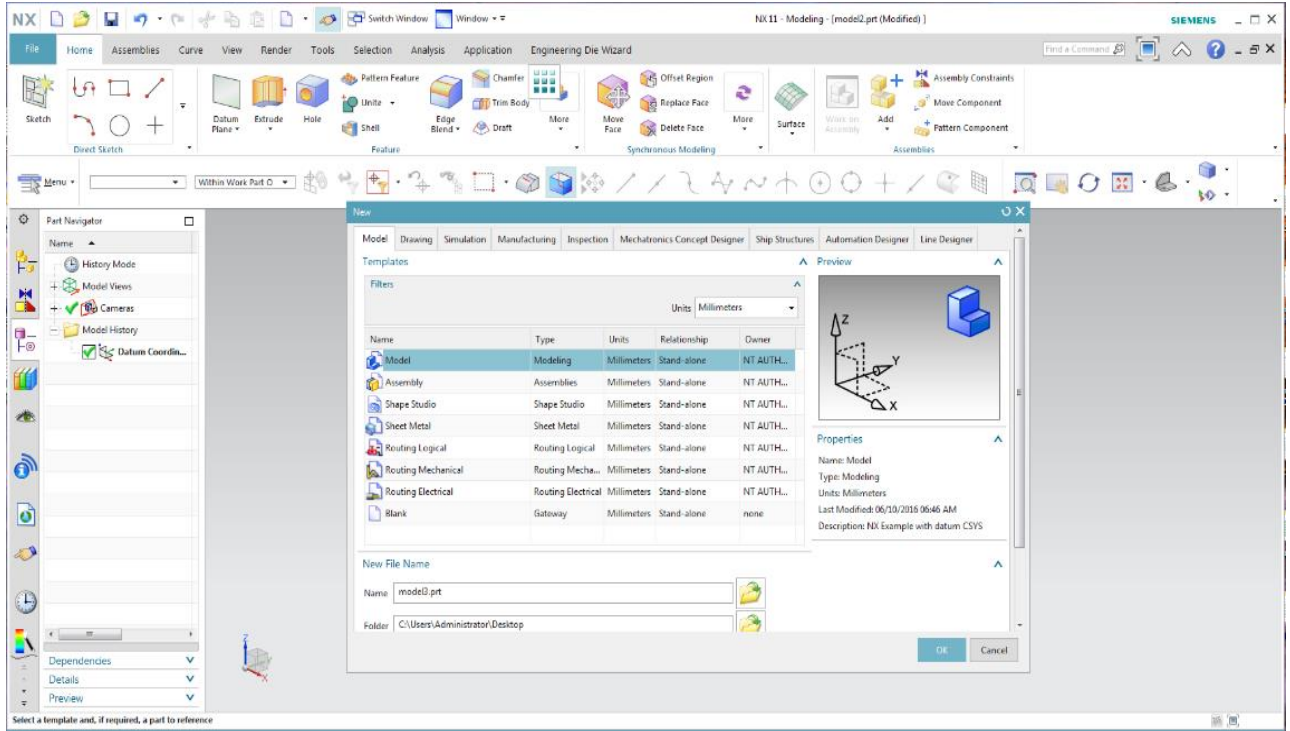 NX Switch Window Window NX 11 - Modeling - [model2.prt (Modified) ] SIEMENS
File Home Assemblies Curve View Render Tools Selection Analysis Application Engineering Die Wizard Find a Command
Pattern Feature Chamfer Offset Region Assembly Constraints
Unite Trim Body Replace Face Move Component
Sketch Datum Plane Extrude Hole Shell Edge Blend Draft More Move Face Delete Face More Surface Work on Assembly Add Pattern Component
Direct Sketch Feature Synchronous Modeling Assemblies
Menu Within Work Part O
Part Navigator
Name
History Mode
Model Views
Cameras
Model History
Datum Coordin...
Dependencies
Details
Preview
New
Model Drawing Simulation Manufacturing Inspection Mechatronics Concept Designer Ship Structures Automation Designer Line Designer
Templates
Filters
Units Millimeters
Name Type Units Relationship Owner
Model Modeling Millimeters Stand-alone NT AUTH...
Assembly Assemblies Millimeters Stand-alone NT AUTH...
Shape Studio Shape Studio Millimeters Stand-alone NT AUTH...
Sheet Metal Sheet Metal Millimeters Stand-alone NT AUTH...
Routing Logical Routing Logical Millimeters Stand-alone NT AUTH...
Routing Mechanical Routing Mecha... Millimeters Stand-alone NT AUTH...
Routing Electrical Routing Electrical Millimeters Stand-alone NT AUTH...
Blank Gateway Millimeters Stand-alone none
Preview
Z
Y
X
Properties
Name: Model
Type: Modeling
Units: Millimeters
Last Modified: 06/10/2016 06:46 AM
Description: NX Example with datum CSYS
New File Name
Name model3.prt
Folder C:\Users\Administrator\Desktop
OK Cancel
Z
X
Select a template and, if required, a part to reference